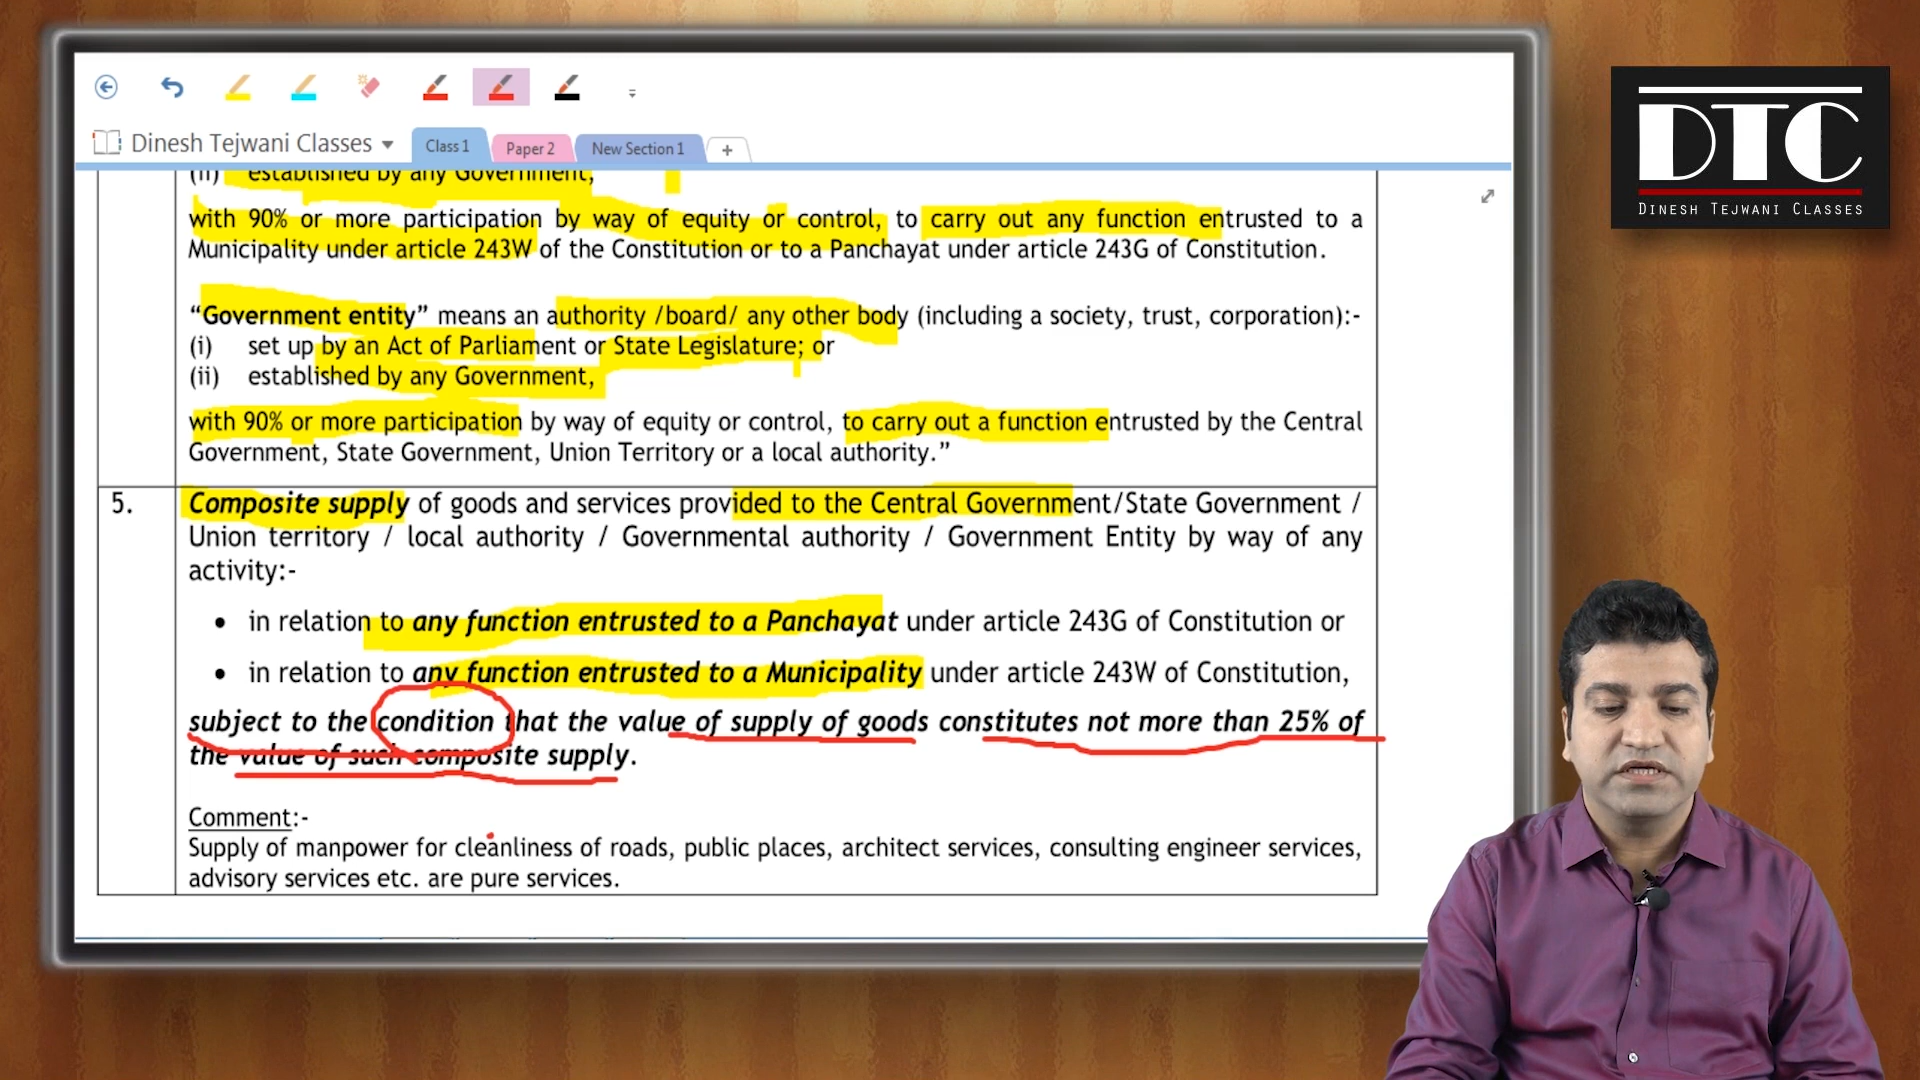 Dinesh Tejwani Classes
Class 1
Paper 2
New Section 1
+
(ii) established by any Government,
with 90% or more participation by way of equity or control, to carry out any function entrusted to a
Municipality under article 243W of the Constitution or to a Panchayat under article 243G of Constitution.
“Government entity” means an authority /board/ any other body (including a society, trust, corporation):-
(i) set up by an Act of Parliament or State Legislature; or
(ii) established by any Government,
with 90% or more participation by way of equity or control, to carry out a function entrusted by the Central
Government, State Government, Union Territory or a local authority.”
5. Composite supply of goods and services provided to the Central Government/State Government /
Union territory / local authority / Governmental authority / Government Entity by way of any
activity:-
• in relation to any function entrusted to a Panchayat under article 243G of Constitution or
• in relation to any function entrusted to a Municipality under article 243W of Constitution,
subject to the condition that the value of supply of goods constitutes not more than 25% of
the value of such composite supply.
Comment:-
Supply of manpower for cleanliness of roads, public places, architect services, consulting engineer services,
advisory services etc. are pure services.
DTC
DINESH TEJWANI CLASSES